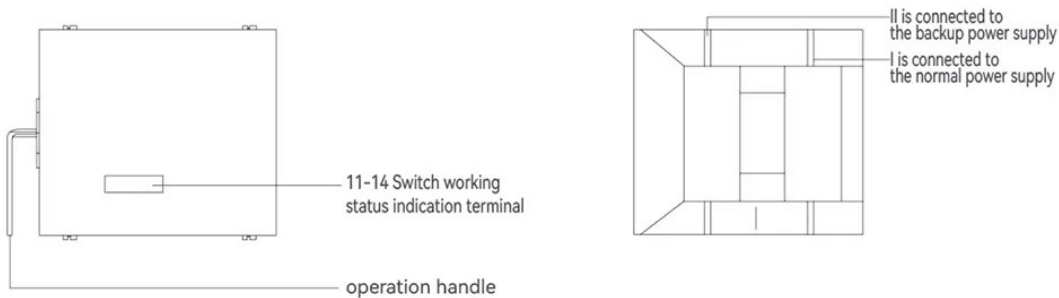 II is connected to
the backup power supply
I is connected to
the normal power supply
11-14 Switch working
status indication terminal
operation handle